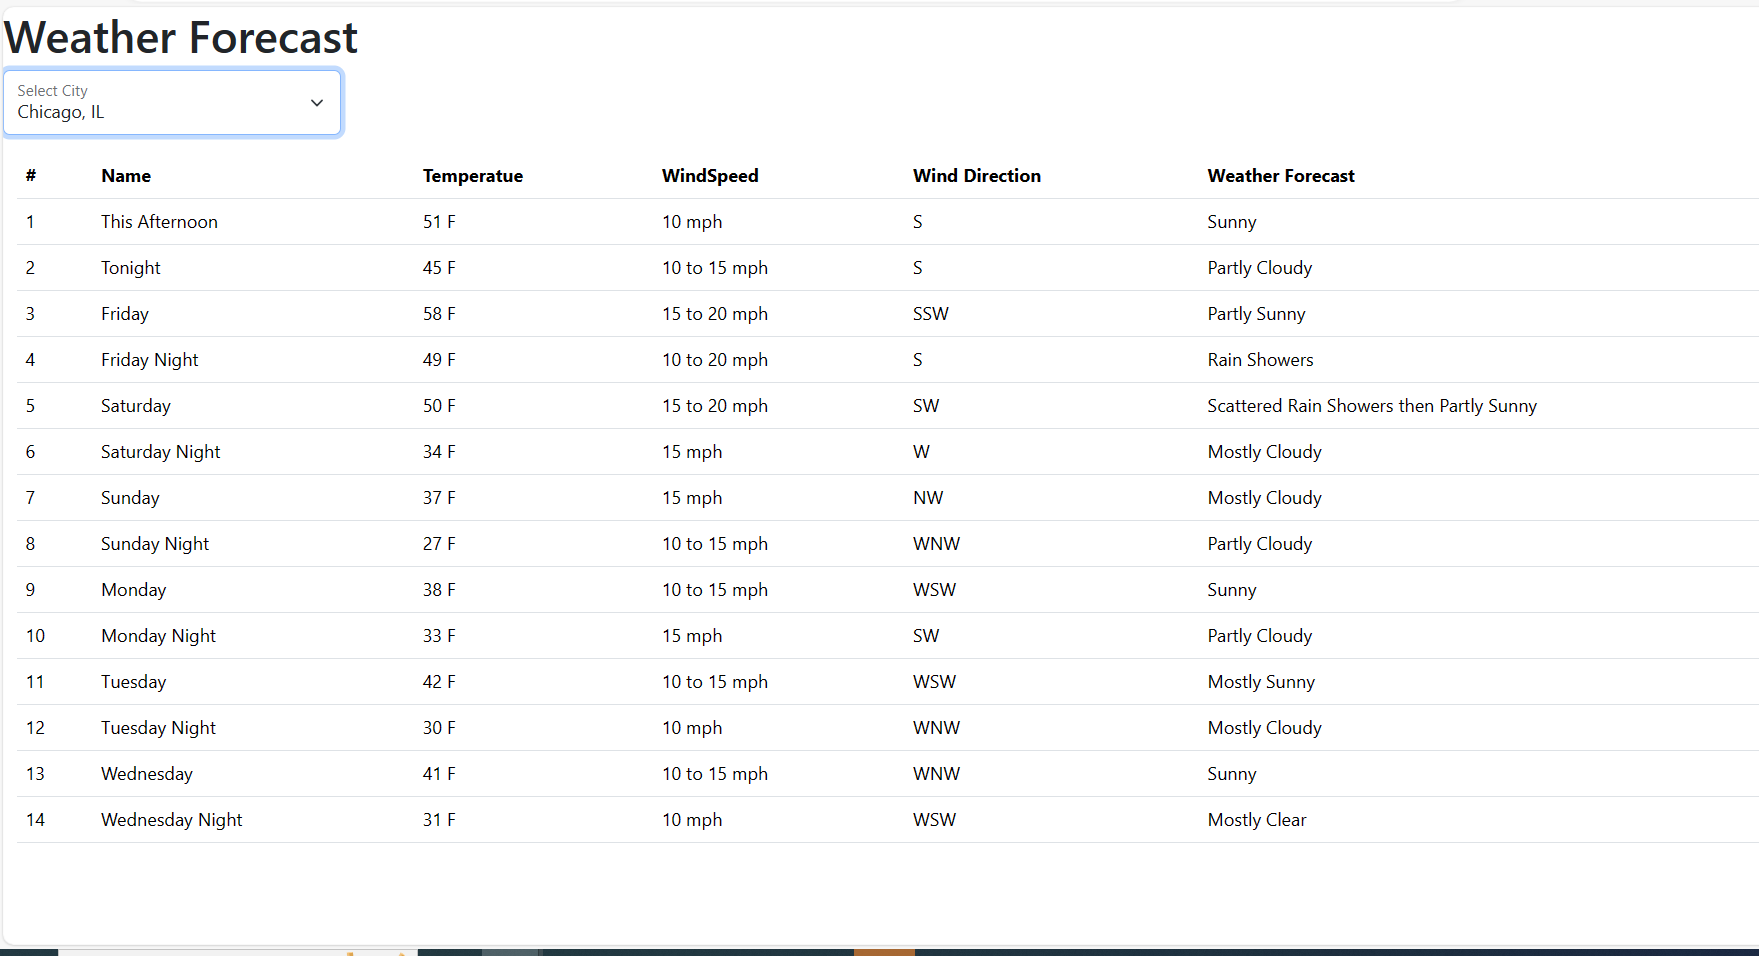 Weather Forecast
Select City
Chicago, IL
# Name Temperatue WindSpeed Wind Direction Weather Forecast
1 This Afternoon 51 F 10 mph S Sunny
2 Tonight 45 F 10 to 15 mph S Partly Cloudy
3 Friday 58 F 15 to 20 mph SSW Partly Sunny
4 Friday Night 49 F 10 to 20 mph S Rain Showers
5 Saturday 50 F 15 to 20 mph SW Scattered Rain Showers then Partly Sunny
6 Saturday Night 34 F 15 mph W Mostly Cloudy
7 Sunday 37 F 15 mph NW Mostly Cloudy
8 Sunday Night 27 F 10 to 15 mph WNW Partly Cloudy
9 Monday 38 F 10 to 15 mph WSW Sunny
10 Monday Night 33 F 15 mph SW Partly Cloudy
11 Tuesday 42 F 10 to 15 mph WSW Mostly Sunny
12 Tuesday Night 30 F 10 mph WNW Mostly Cloudy
13 Wednesday 41 F 10 to 15 mph WNW Sunny
14 Wednesday Night 31 F 10 mph WSW Mostly Clear